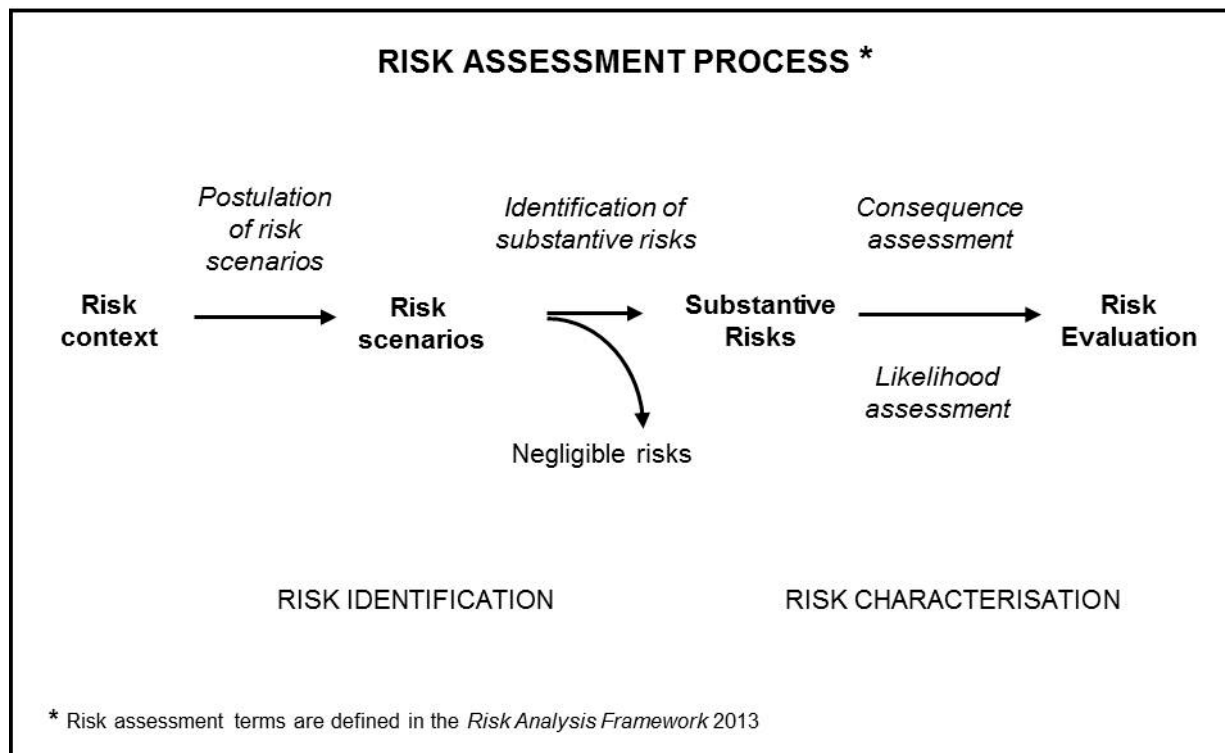 RISK ASSESSMENT PROCESS *
Postulation
of risk
scenarios
Identification of
substantive risks
Consequence
assessment
Risk
context
Risk
scenarios
Substantive
Risks
Risk
Evaluation
Likelihood
assessment
Negligible risks
RISK IDENTIFICATION
RISK CHARACTERISATION
* Risk assessment terms are defined in the Risk Analysis Framework 2013